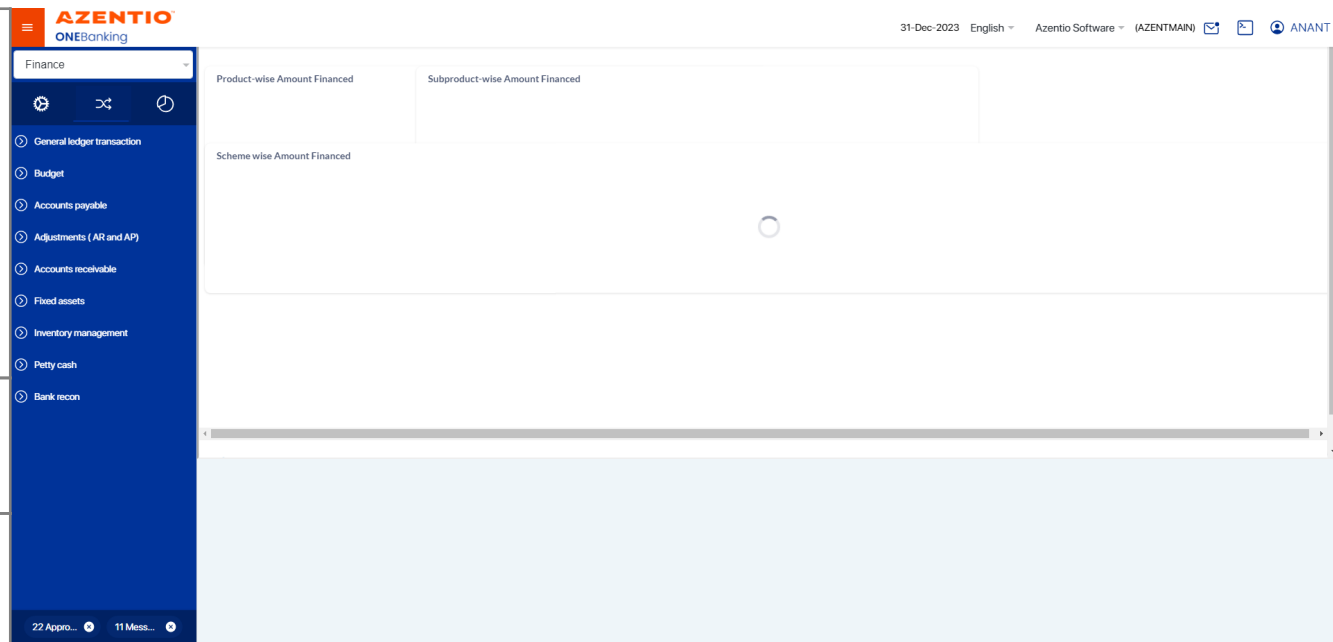 AZENTIO
ONEBanking
31-Dec-2023 English Azentio Software (AZENTMAIN) ANANT
Finance
Product-wise Amount Financed Subproduct-wise Amount Financed
General ledger transaction
Scheme wise Amount Financed
Budget
Accounts payable
Adjustments ( AR and AP)
Accounts receivable
Fixed assets
Inventory management
Petty cash
Bank recon
22 Appro... 11 Mess...